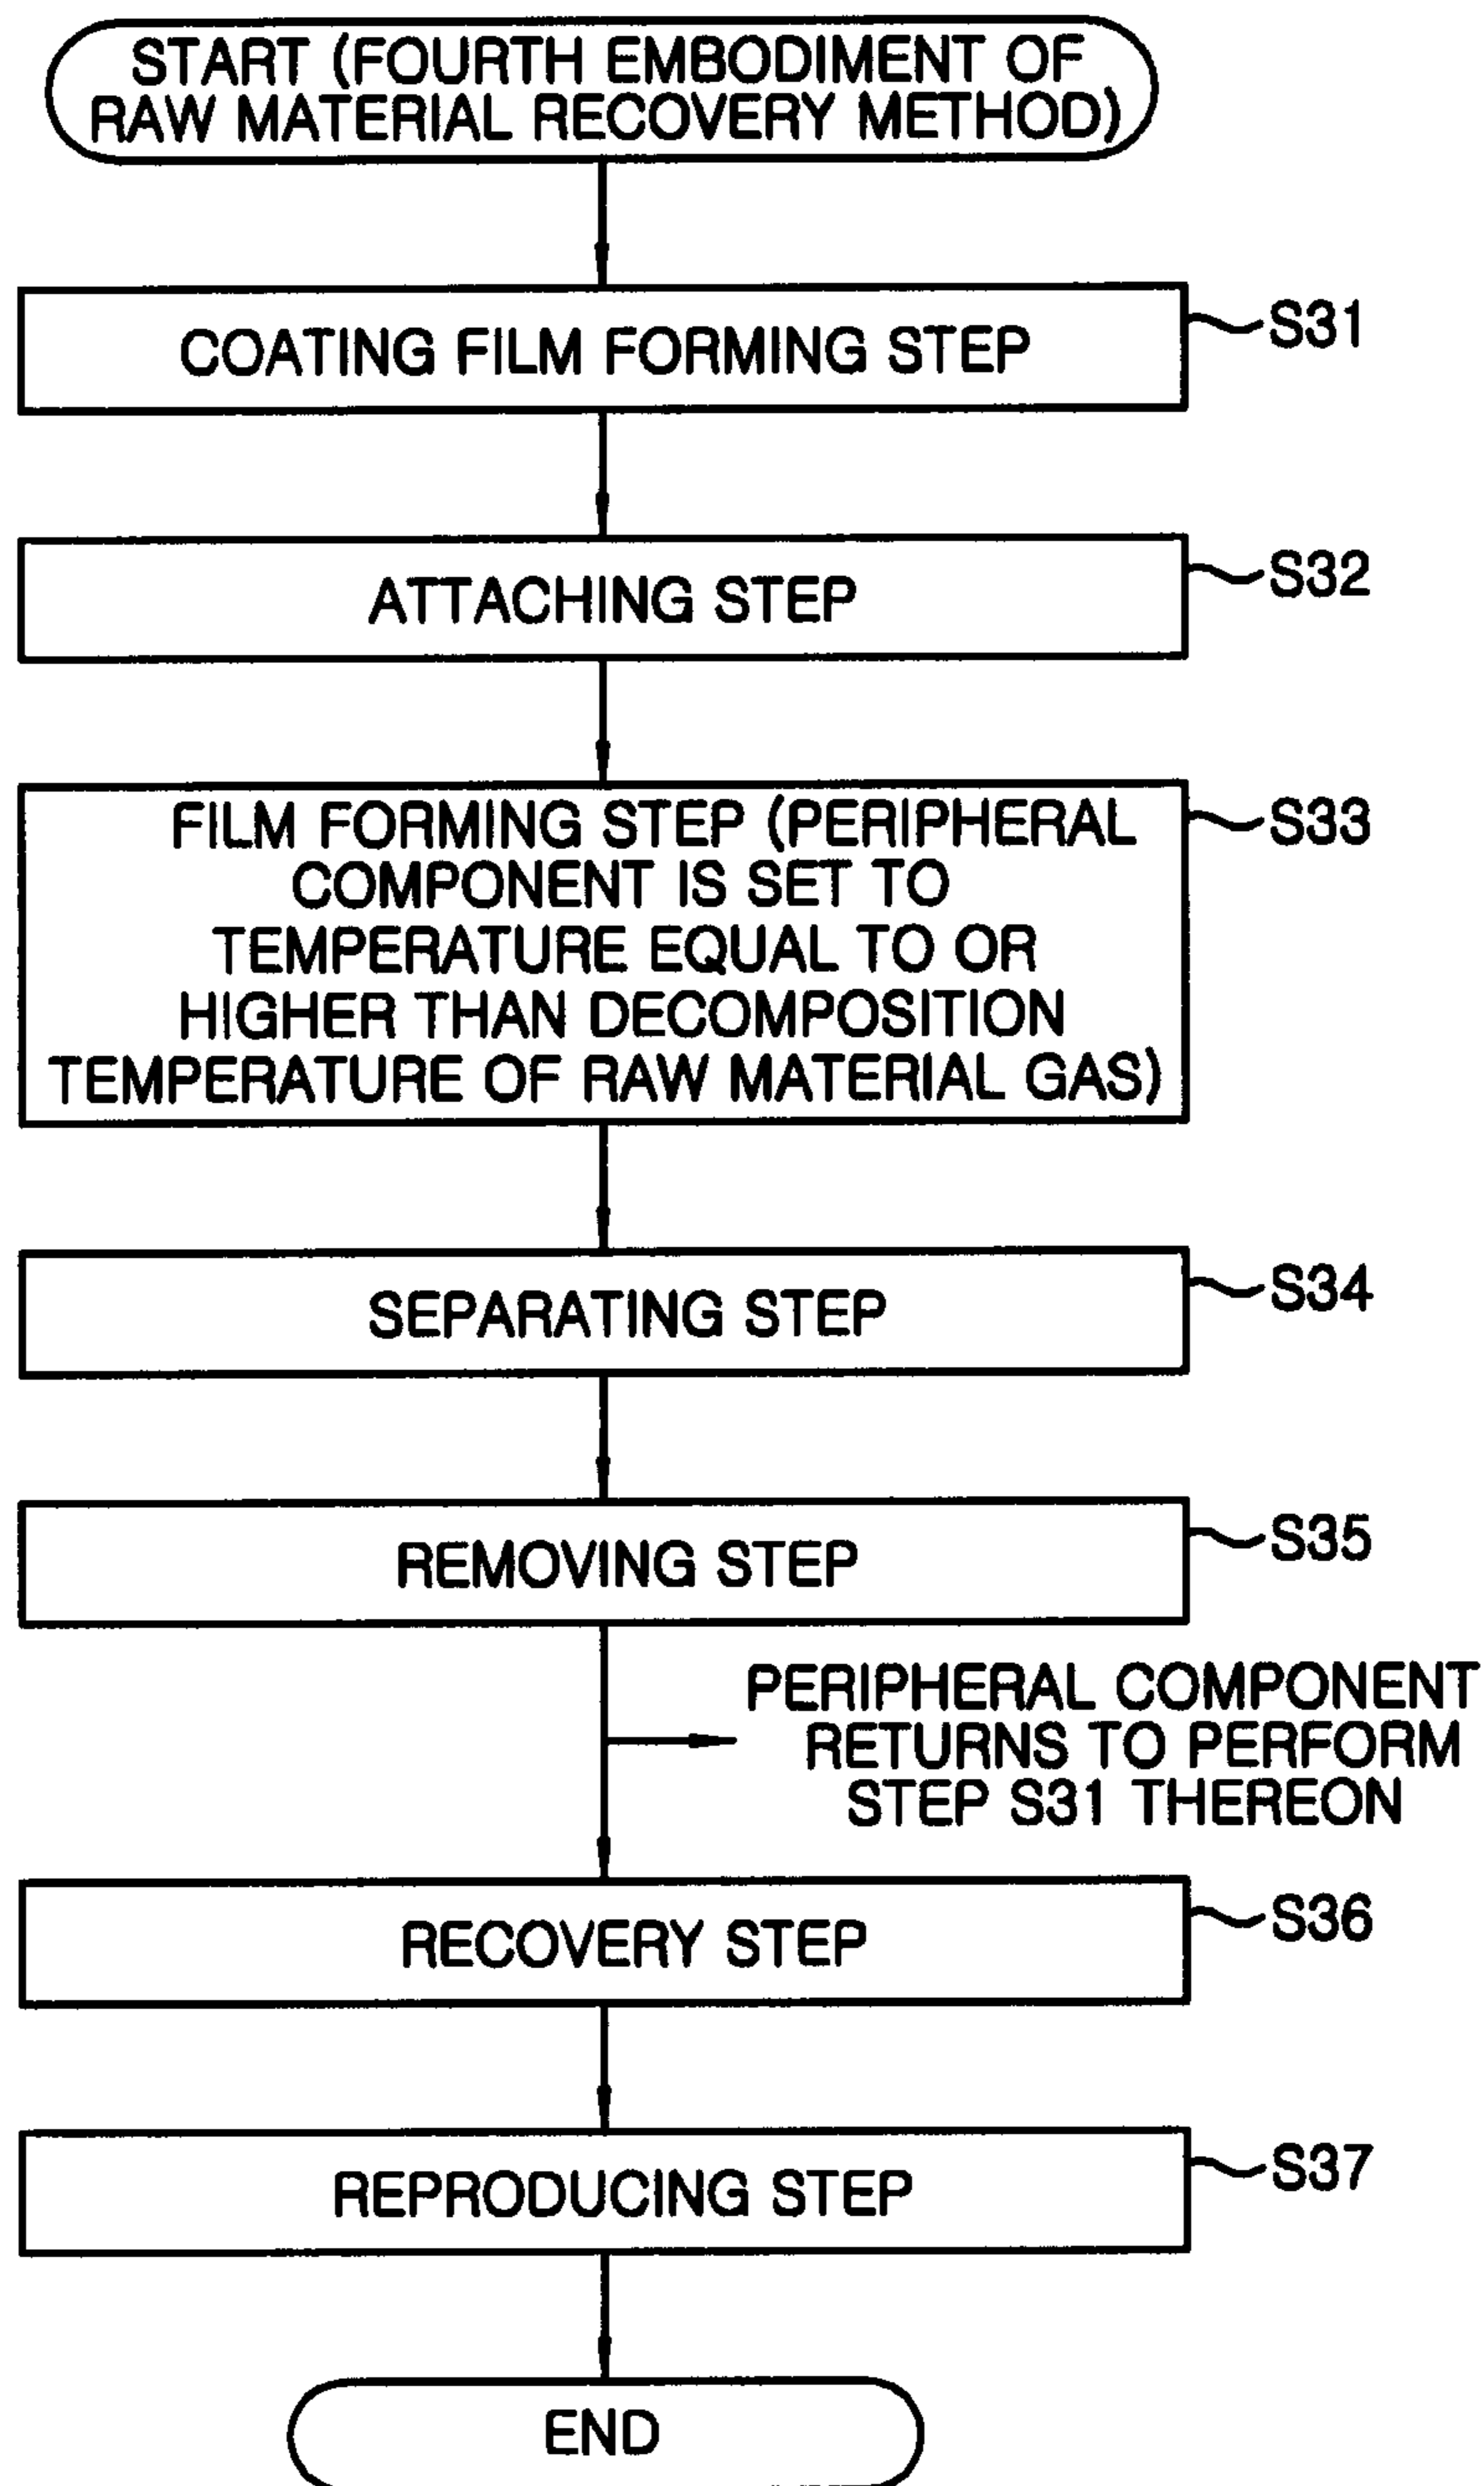 START (FOURTH EMBODIMENT OF
RAW MATERIAL RECOVERY METHOD)
COATING FILM FORMING STEP
S31
ATTACHING STEP
S32
FILM FORMING STEP (PERIPHERAL
COMPONENT IS SET TO
TEMPERATURE EQUAL TO OR
HIGHER THAN DECOMPOSITION
TEMPERATURE OF RAW MATERIAL GAS)
S33
SEPARATING STEP
S34
REMOVING STEP
S35
PERIPHERAL COMPONENT
RETURNS TO PERFORM
STEP S31 THEREON
RECOVERY STEP
S36
REPRODUCING STEP
S37
END